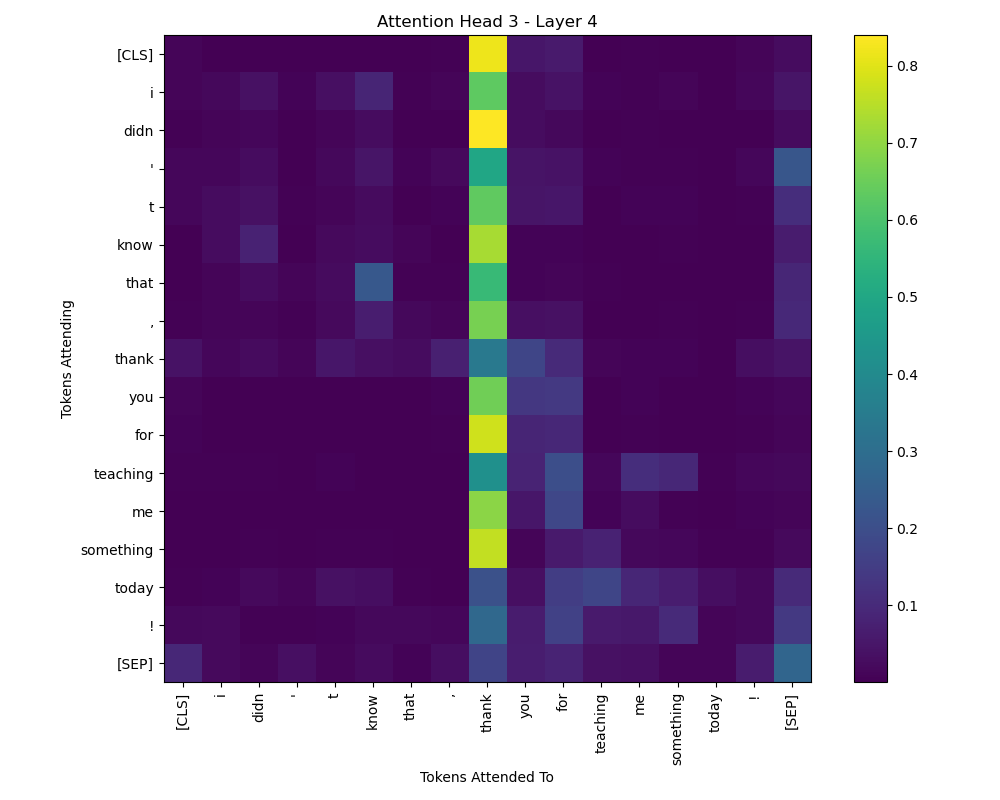 Attention Head 3 - Layer 4
Tokens Attending
[CLS]
i
didn
'
t
know
that
,
thank
you
for
teaching
me
something
today
!
[SEP]
[CLS]
i
didn
'
t
know
that
,
thank
you
for
teaching
me
something
today
!
[SEP]
Tokens Attended To
0.8
0.7
0.6
0.5
0.4
0.3
0.2
0.1